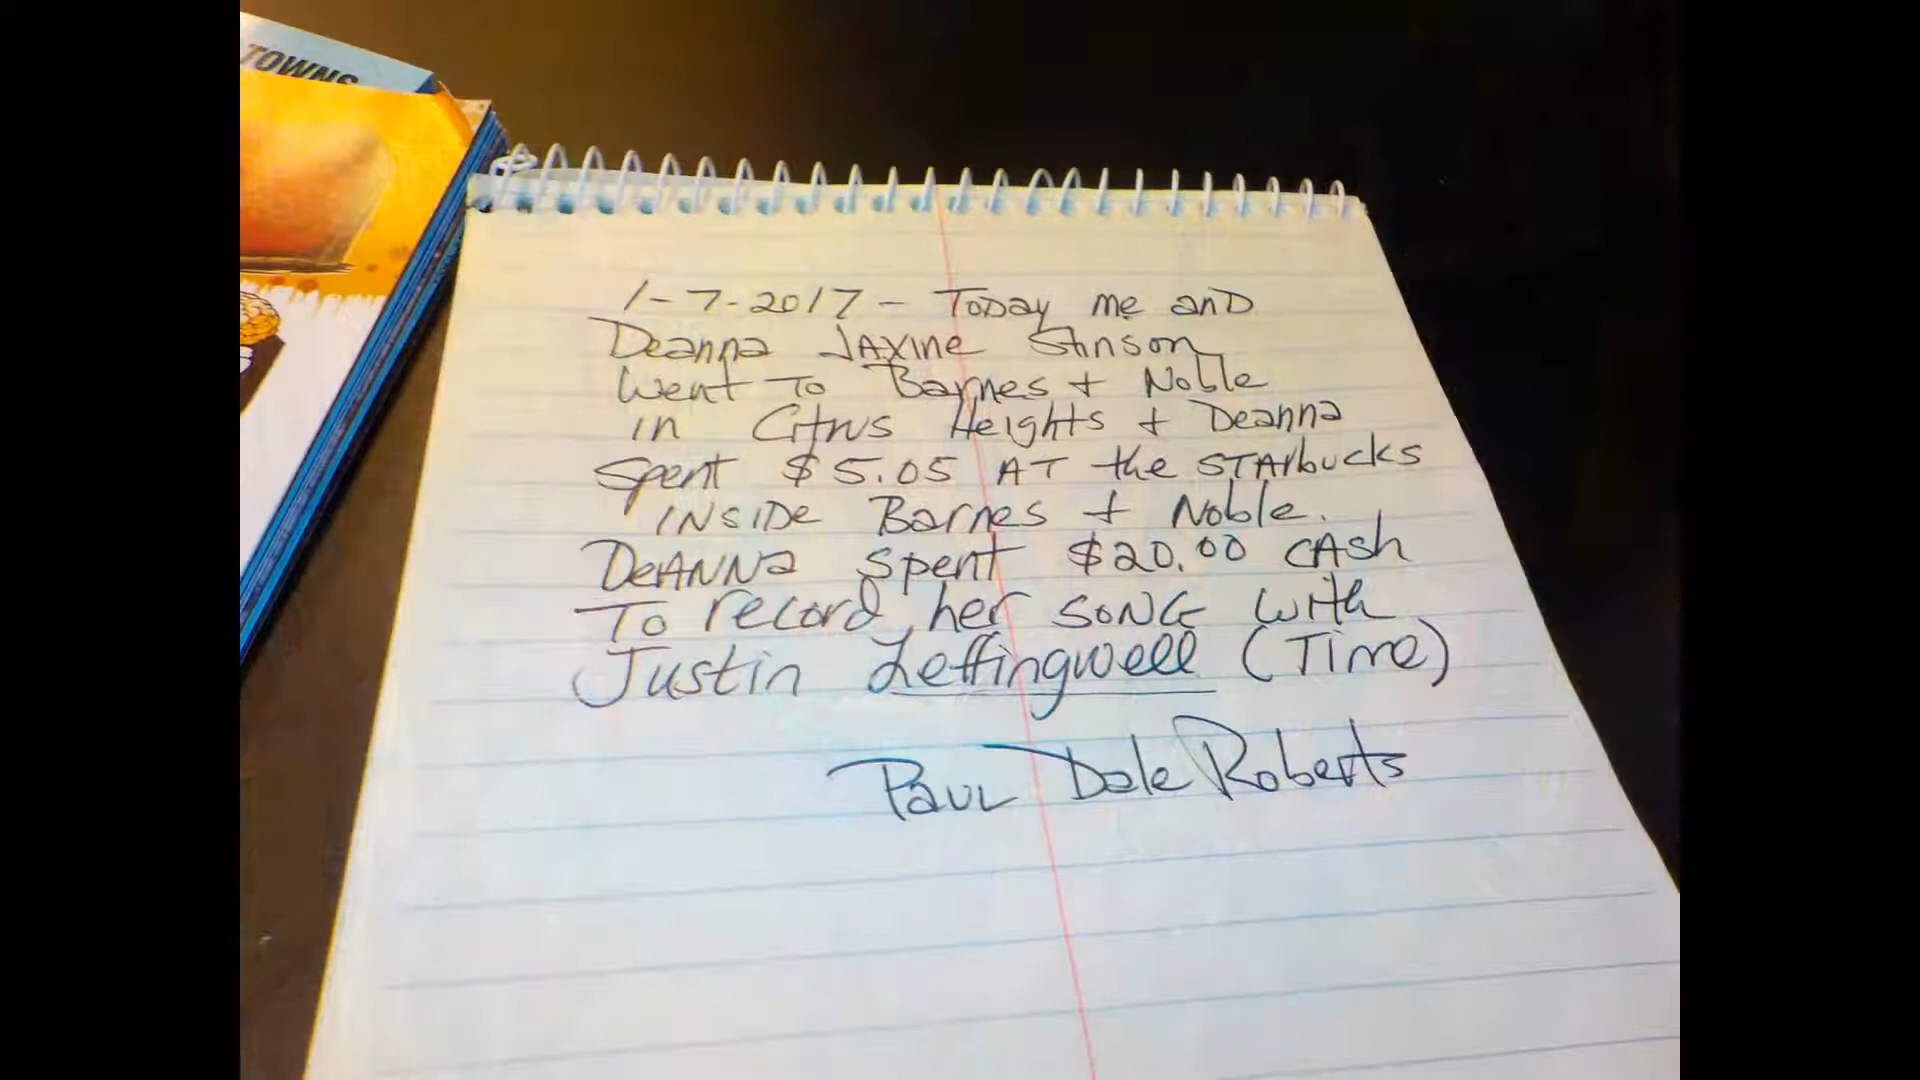 TOWNS
1-7-2017 - Today me and
Deanna Jaxine Stinson
Went To Barnes + Noble
in Citrus Heights + Deanna
Spent $5.05 AT the STArbucks
INSIDe Barnes + Noble.
DeANNa Spent $20.00 CAsh
To record her SONG with
Justin Leffingwell (Time)
Paul Dale Roberts